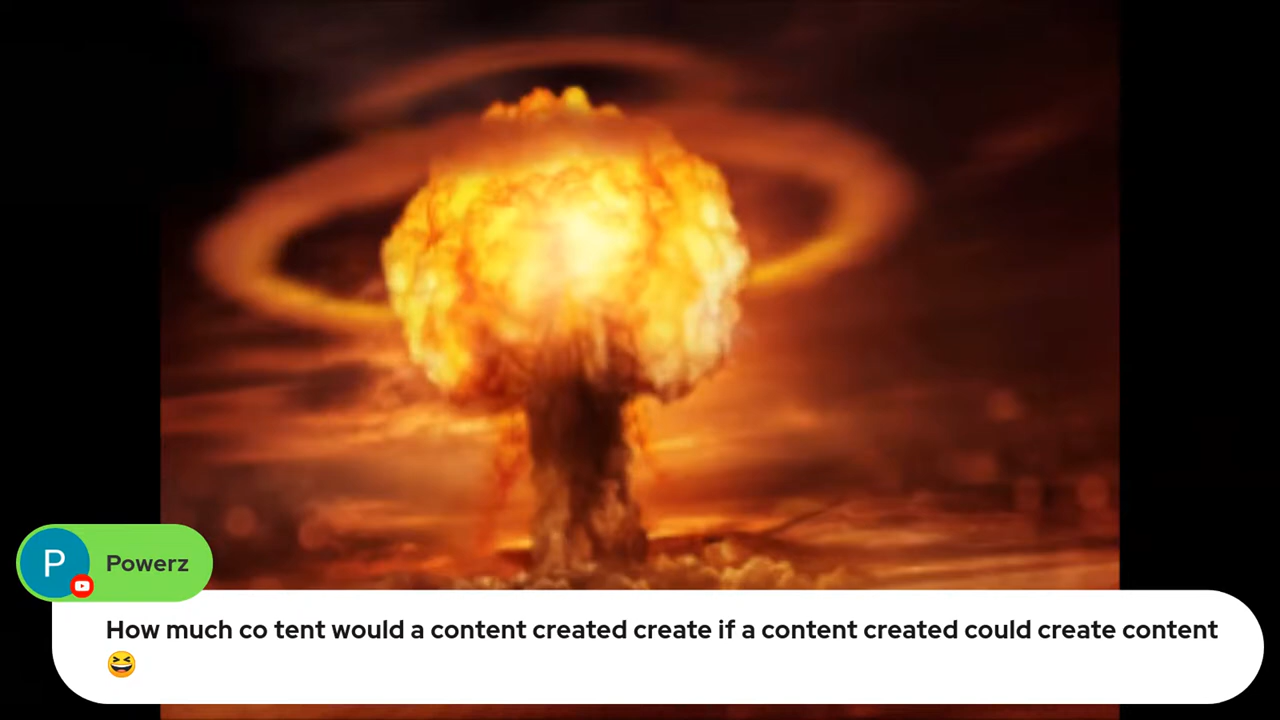 P
Powerz
How much co tent would a content created create if a content created could create content
😆